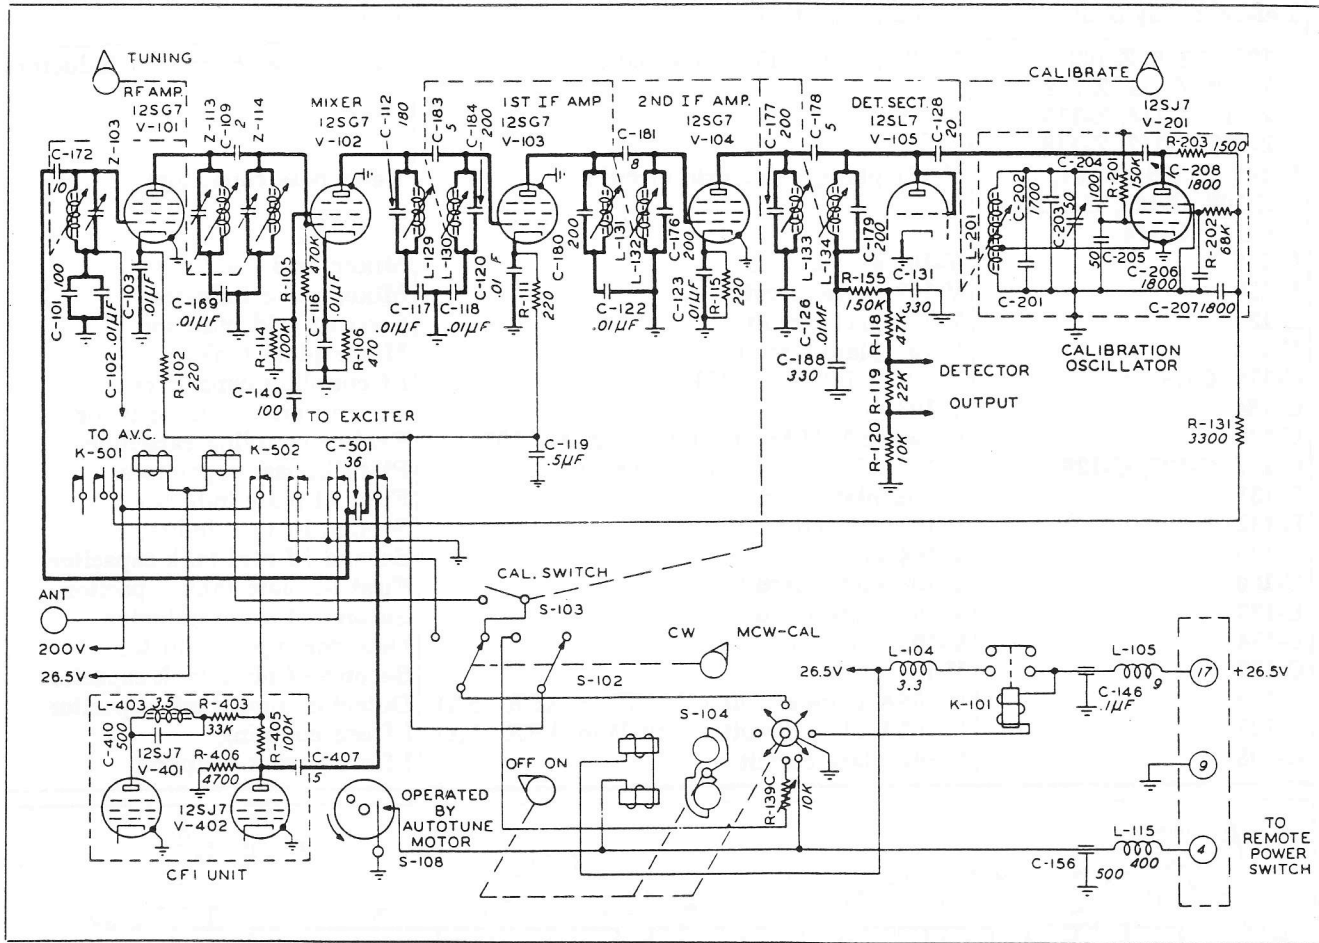 TUNING
CALIBRATE
RF AMP.
12SG7
V-101
MIXER
12SG7
V-102
1ST IF AMP
12SG7
V-103
2ND IF AMP.
12SG7
V-104
DET. SECT.
12SL7
V-105
12SJ7
V-201
C-172
10
Z-103
Z-113
C-109
2
Z-114
C-112
180
C-183
5
C-184
200
C-181
8
C-177
200
C-178
5
C-128
20
R-203
1500
C-204
100
R-201
150K
C-208
1800
C-202
1700
C-203
50
R-202
68K
C-205
50
C-206
1800
C-207
1800
C-201
C-101
100
C-102
.01µF
C-103
.01µF
C-169
.01µF
R-105
470K
C-116
.01µF
R-114
100K
R-106
470
L-129
L-130
C-120
C-117
.01µF
C-118
.01µF
R-111
220
C-180
200
L-131
L-132
C-176
200
C-122
.01µF
C-123
.01µF
R-115
220
L-133
L-134
C-179
200
C-126
.01MF
R-155
150K
C-131
330
R-118
47K
C-188
330
R-119
22K
R-120
10K
DETECTOR
OUTPUT
CALIBRATION
OSCILLATOR
R-102
220
C-140
100
TO EXCITER
TO A.V.C.
K-501
K-502
C-501
36
C-119
.5µF
R-131
3300
ANT
200V
26.5V
CAL. SWITCH
S-103
CW
MCW-CAL
S-102
S-104
26.5V
L-104
3.3
K-101
C-146
.1µF
L-105
9
17
+26.5V
9
4
L-115
400
C-156
500
TO
REMOTE
POWER
SWITCH
L-403
3.5
R-403
33K
C-410
500
12SJ7
V-401
R-405
100K
R-406
4700
C-407
5
12SJ7
V-402
CFI UNIT
OPERATED
BY
AUTOTUNE
MOTOR
S-108
OFF ON
R-139C
10K